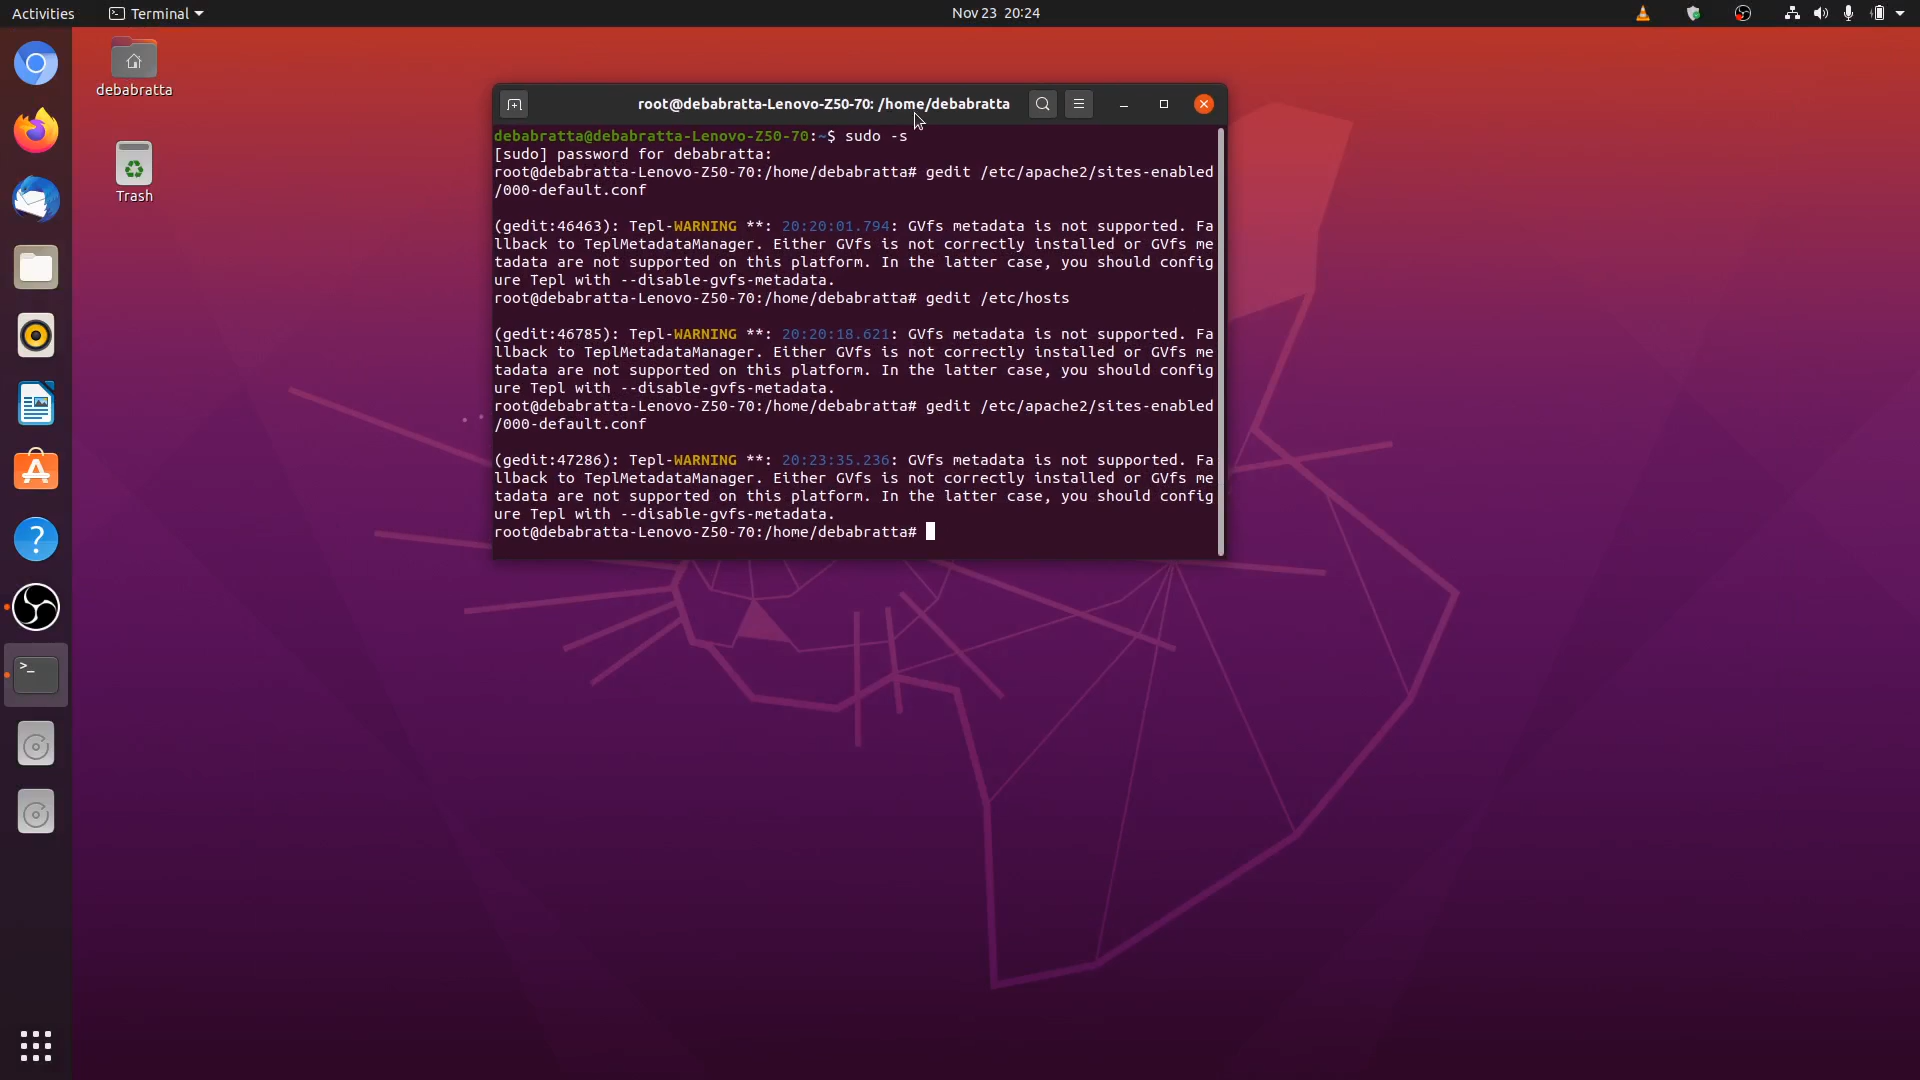 Activities Terminal Nov 23 20:24
debabratta
Trash
root@debabratta-Lenovo-Z50-70: /home/debabratta
debabratta@debabratta-Lenovo-Z50-70:~$ sudo -s
[sudo] password for debabratta:
root@debabratta-Lenovo-Z50-70:/home/debabratta# gedit /etc/apache2/sites-enabled
/000-default.conf
(gedit:46463): Tepl-WARNING **: 20:20:01.794: GVfs metadata is not supported. Fa
llback to TeplMetadataManager. Either GVfs is not correctly installed or GVfs me
tadata are not supported on this platform. In the latter case, you should config
ure Tepl with --disable-gvfs-metadata.
root@debabratta-Lenovo-Z50-70:/home/debabratta# gedit /etc/hosts
(gedit:46785): Tepl-WARNING **: 20:20:18.621: GVfs metadata is not supported. Fa
llback to TeplMetadataManager. Either GVfs is not correctly installed or GVfs me
tadata are not supported on this platform. In the latter case, you should config
ure Tepl with --disable-gvfs-metadata.
root@debabratta-Lenovo-Z50-70:/home/debabratta# gedit /etc/apache2/sites-enabled
/000-default.conf
(gedit:47286): Tepl-WARNING **: 20:23:35.236: GVfs metadata is not supported. Fa
llback to TeplMetadataManager. Either GVfs is not correctly installed or GVfs me
tadata are not supported on this platform. In the latter case, you should config
ure Tepl with --disable-gvfs-metadata.
root@debabratta-Lenovo-Z50-70:/home/debabratta#